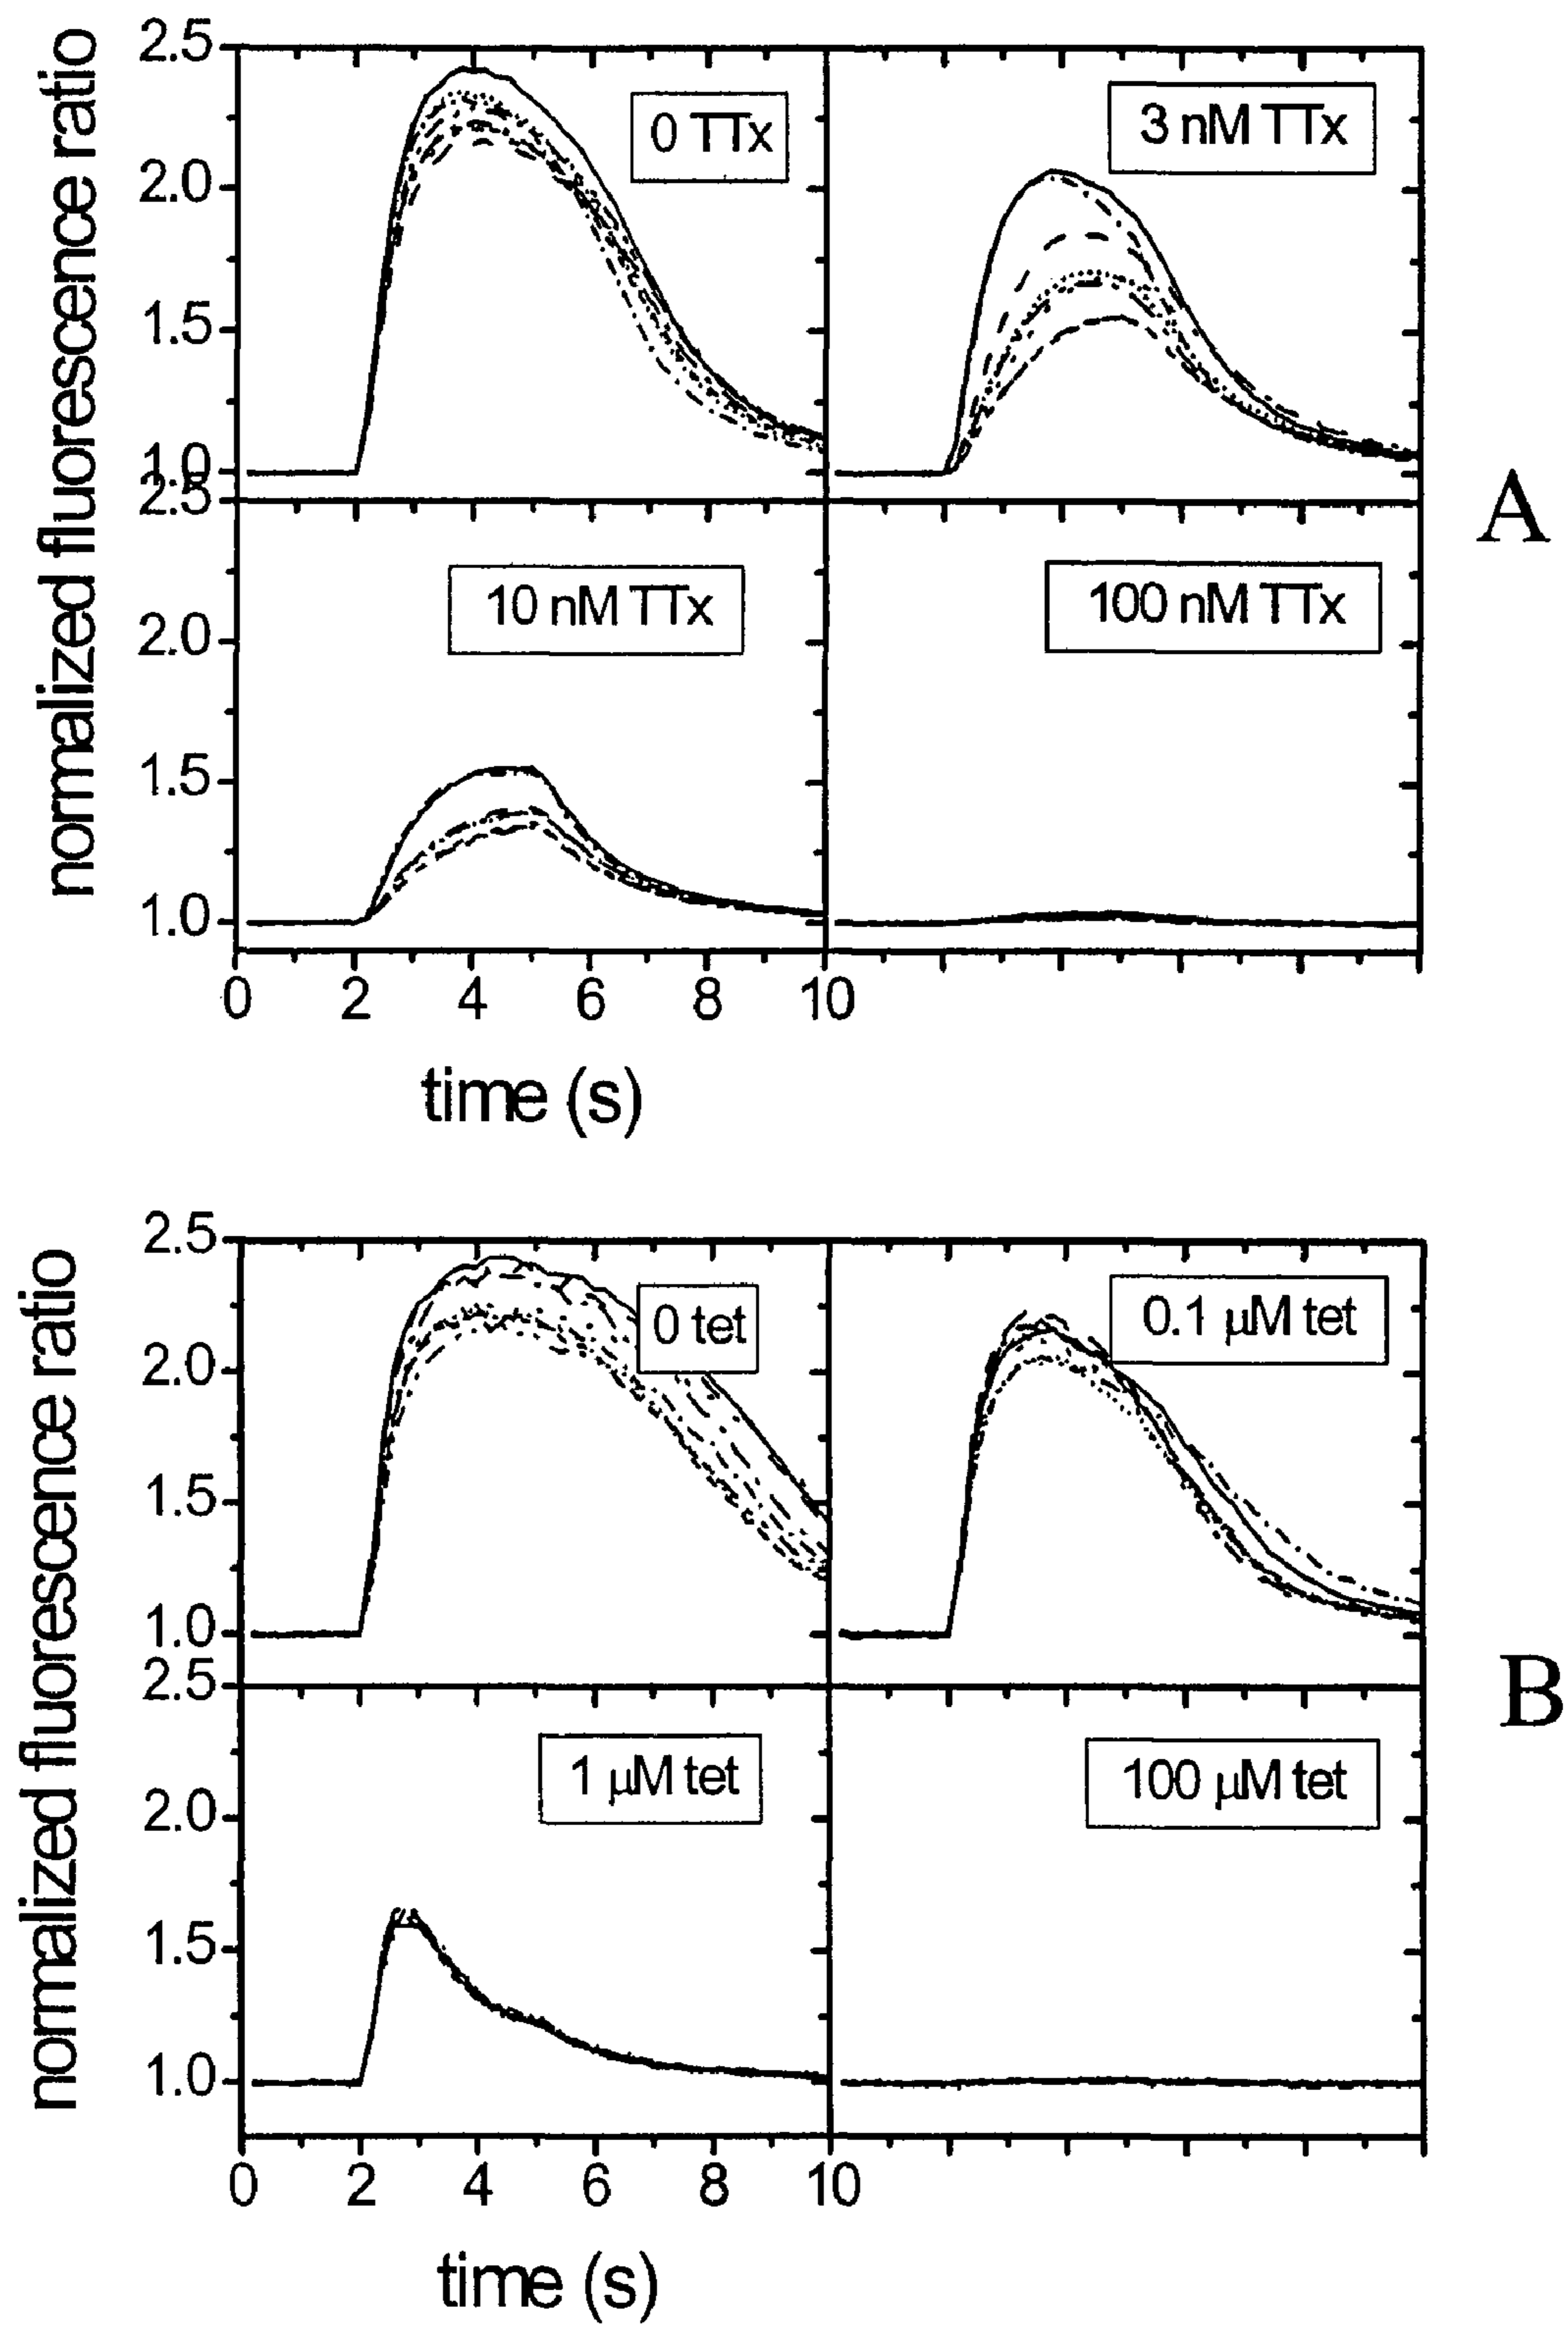 normalized fluorescence ratio
2.5
2.0
1.5
1.0
0 TTx
3 nM TTx
A
2.5
2.0
1.5
1.0
10 nM TTx
100 nM TTx
0 2 4 6 8 10
time (s)
normalized fluorescence ratio
2.5
2.0
1.5
1.0
0 tet
0.1 µM tet
B
2.5
2.0
1.5
1.0
1 µM tet
100 µM tet
0 2 4 6 8 10
time (s)